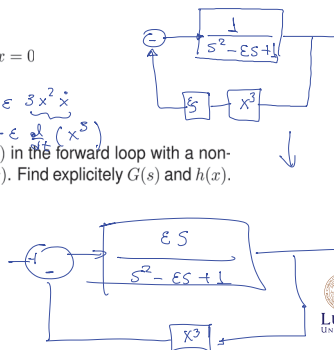 1
S² - εS + 1
x = 0
εS
x³
ε 3x² ẋ
- ε d/dt (x³)
) in the forward loop with a non-
). Find explicitly G(s) and h(x).
εS
S² - εS + 1
x³